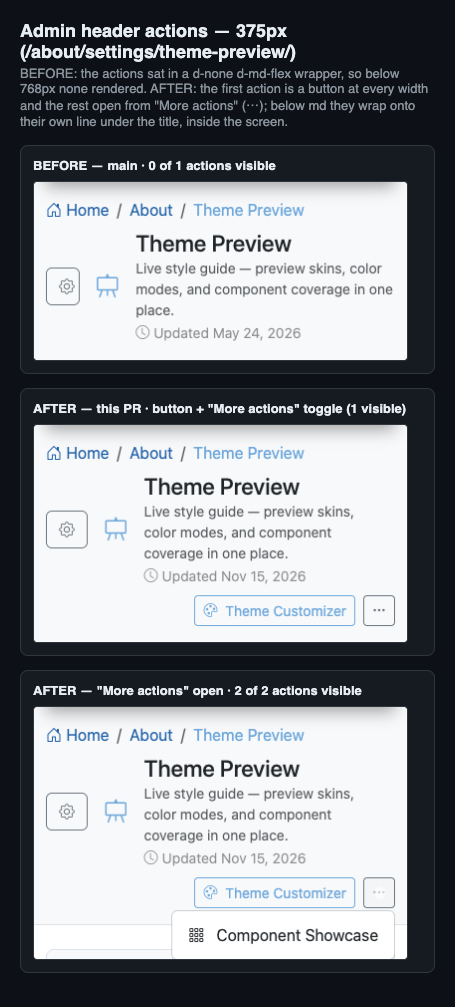 Admin header actions — 375px
(/about/settings/theme-preview/)
BEFORE: the actions sat in a d-none d-md-flex wrapper, so below
768px none rendered. AFTER: the first action is a button at every width
and the rest open from "More actions" (···); below md they wrap onto
their own line under the title, inside the screen.
BEFORE — main · 0 of 1 actions visible
Home / About / Theme Preview
Theme Preview
Live style guide — preview skins, color
modes, and component coverage in one
place.
Updated May 24, 2026
AFTER — this PR · button + "More actions" toggle (1 visible)
Home / About / Theme Preview
Theme Preview
Live style guide — preview skins,
color modes, and component
coverage in one place.
Updated Nov 15, 2026
Theme Customizer ···
AFTER — "More actions" open · 2 of 2 actions visible
Home / About / Theme Preview
Theme Preview
Live style guide — preview skins,
color modes, and component
coverage in one place.
Updated Nov 15, 2026
Theme Customizer ···
Component Showcase